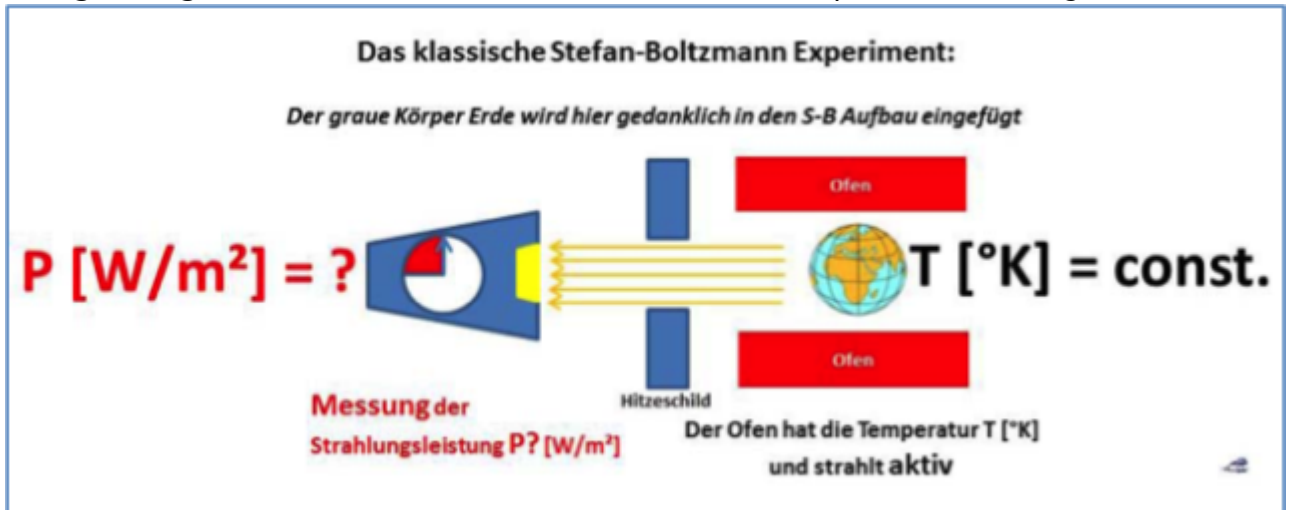 Das klassische Stefan-Boltzmann Experiment:
Der graue Körper Erde wird hier gedanklich in den S-B Aufbau eingefügt
Ofen
P [W/m²] = ?
T [°K] = const.
Ofen
Hitzeschild
Messung der
Strahlungsleistung P? [W/m²]
Der Ofen hat die Temperatur T [°K]
und strahlt aktiv